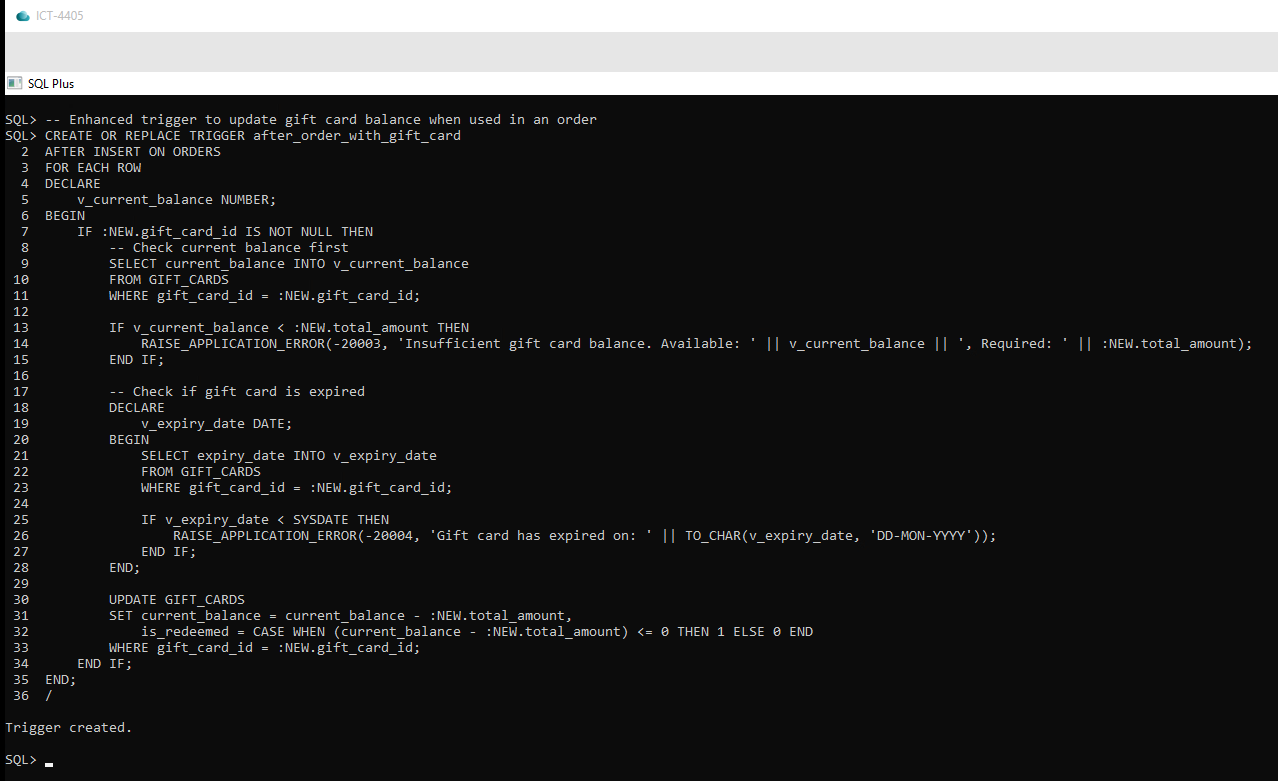 ICT-4405
SQL Plus
SQL> -- Enhanced trigger to update gift card balance when used in an order
SQL> CREATE OR REPLACE TRIGGER after_order_with_gift_card
  2  AFTER INSERT ON ORDERS
  3  FOR EACH ROW
  4  DECLARE
  5      v_current_balance NUMBER;
  6  BEGIN
  7      IF :NEW.gift_card_id IS NOT NULL THEN
  8          -- Check current balance first
  9          SELECT current_balance INTO v_current_balance
 10          FROM GIFT_CARDS
 11          WHERE gift_card_id = :NEW.gift_card_id;
 12
 13          IF v_current_balance < :NEW.total_amount THEN
 14              RAISE_APPLICATION_ERROR(-20003, 'Insufficient gift card balance. Available: ' || v_current_balance || ', Required: ' || :NEW.total_amount);
 15          END IF;
 16
 17          -- Check if gift card is expired
 18          DECLARE
 19              v_expiry_date DATE;
 20          BEGIN
 21              SELECT expiry_date INTO v_expiry_date
 22              FROM GIFT_CARDS
 23              WHERE gift_card_id = :NEW.gift_card_id;
 24
 25              IF v_expiry_date < SYSDATE THEN
 26                  RAISE_APPLICATION_ERROR(-20004, 'Gift card has expired on: ' || TO_CHAR(v_expiry_date, 'DD-MON-YYYY'));
 27              END IF;
 28          END;
 29
 30          UPDATE GIFT_CARDS
 31          SET current_balance = current_balance - :NEW.total_amount,
 32              is_redeemed = CASE WHEN (current_balance - :NEW.total_amount) <= 0 THEN 1 ELSE 0 END
 33          WHERE gift_card_id = :NEW.gift_card_id;
 34      END IF;
 35  END;
 36  /
Trigger created.
SQL>